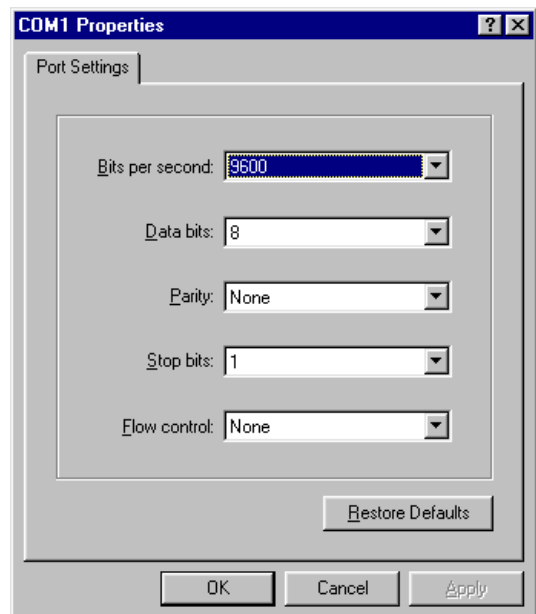 COM1 Properties
Port Settings
Bits per second: 9600
Data bits: 8
Parity: None
Stop bits: 1
Flow control: None
Restore Defaults
OK Cancel Apply